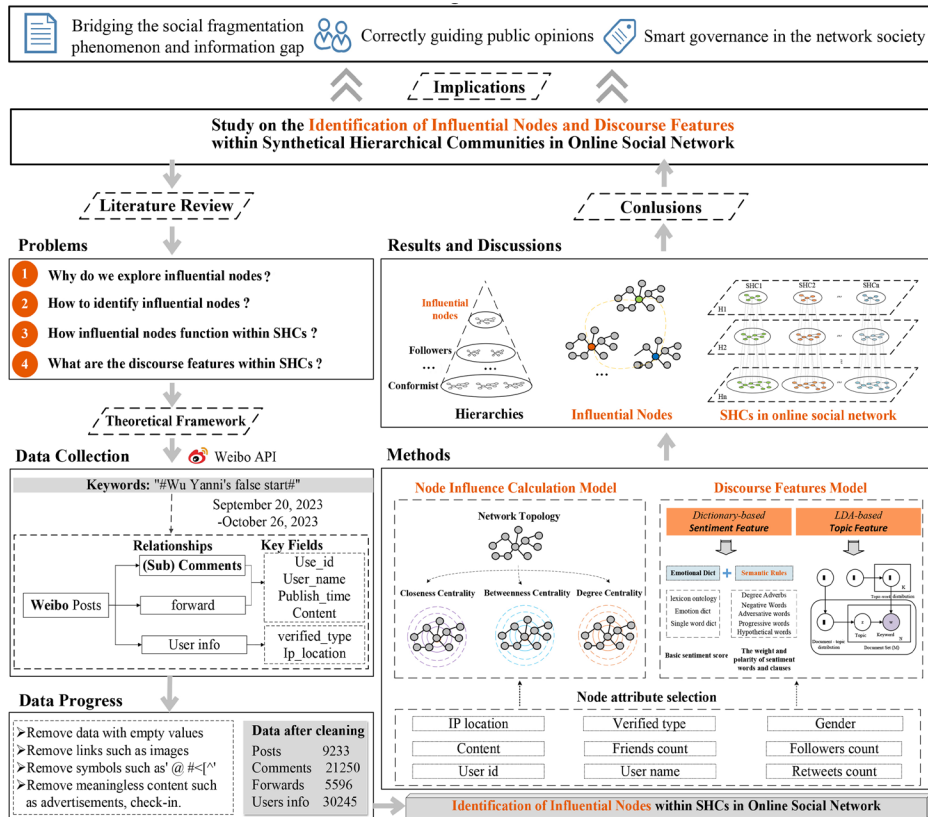 Bridging the social fragmentation
phenomenon and information gap
Correctly guiding public opinions
Smart governance in the network society
Implications
Study on the Identification of Influential Nodes and Discourse Features
within Synthetical Hierarchical Communities in Online Social Network
Literature Review
Conlusions
Problems
1 Why do we explore influential nodes ?
2 How to identify influential nodes ?
3 How influential nodes function within SHCs ?
4 What are the discourse features within SHCs ?
Theoretical Framework
Results and Discussions
Influential
nodes
Followers
...
Conformist
Hierarchies
...
Influential Nodes
SHC1 SHC2 ... SHCn
H1
H2
Hn
SHCs in online social network
Data Collection
Weibo API
Keywords: "#Wu Yanni's false start#"
September 20, 2023
-October 26, 2023
Relationships
Key Fields
(Sub) Comments
Weibo Posts
forward
User info
Use_id
User_name
Publish_time
Content
verified_type
Ip_location
Data Progress
➢Remove data with empty values
➢Remove links such as images
➢Remove symbols such as' @ #<[^'
➢Remove meaningless content such
as advertisements, check-in.
Data after cleaning
Posts 9233
Comments 21250
Forwards 5596
Users info 30245
Methods
Node Influence Calculation Model
Network Topology
Closeness Centrality Betweenness Centrality Degree Centrality
Discourse Features Model
Dictionary-based
Sentiment Feature
LDA-based
Topic Feature
Emotional Dict + Semantic Rules
lexicon ontology
Emotion dict
Single word dict
Degree Adverbs
Negative Words
Adversative words
Progressive words
Hypothetical words
Basic sentiment score
The weight and
polarity of sentiment
words and clauses
K
Topic-word distribution
Document - topic
distribution
z
Topic
w
Keyword
N
Document Set (M)
Node attribute selection
IP location Verified type Gender
Content Friends count Followers count
User id User name Retweets count
Identification of Influential Nodes within SHCs in Online Social Network